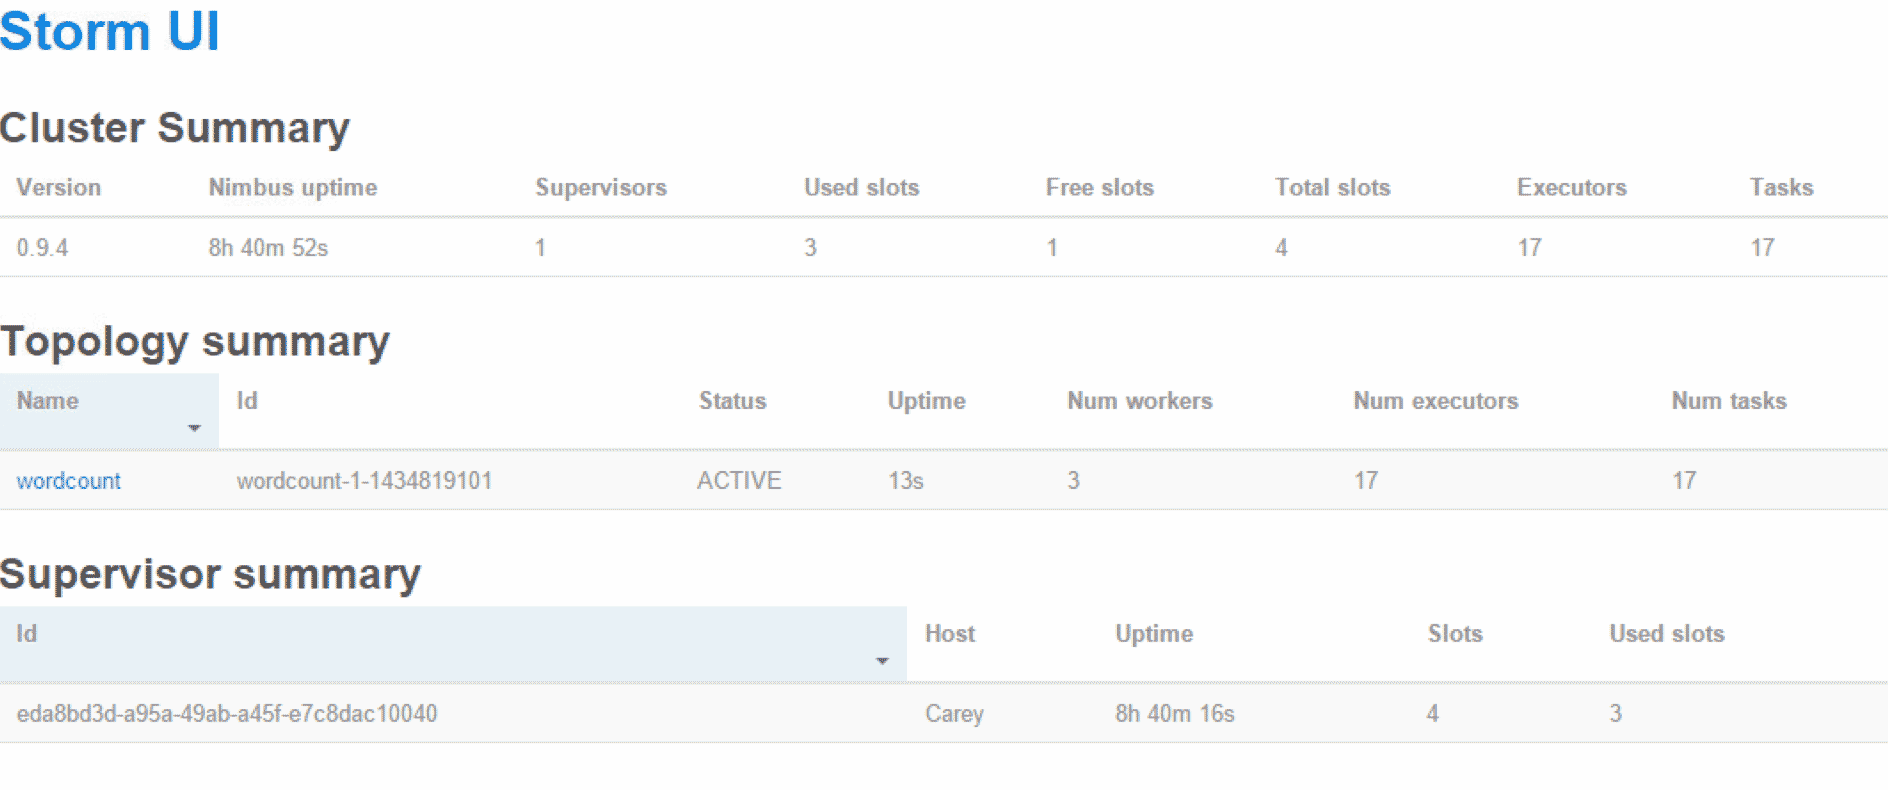 Storm UI
Cluster Summary
Version Nimbus uptime Supervisors Used slots Free slots Total slots Executors Tasks
0.9.4 8h 40m 52s 1 3 1 4 17 17
Topology summary
Name Id Status Uptime Num workers Num executors Num tasks
wordcount wordcount-1-1434819101 ACTIVE 13s 3 17 17
Supervisor summary
Id Host Uptime Slots Used slots
eda8bd3d-a95a-49ab-a45f-e7c8dac10040 Carey 8h 40m 16s 4 3